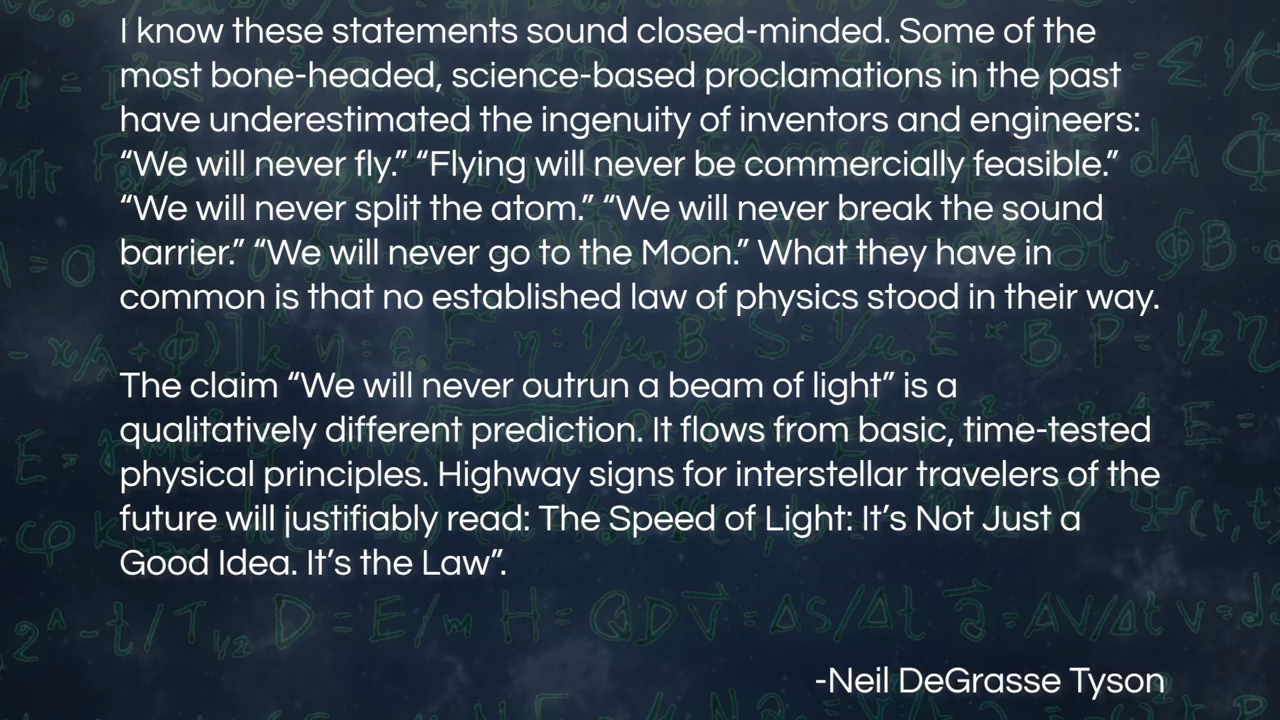 I know these statements sound closed-minded. Some of the
most bone-headed, science-based proclamations in the past
have underestimated the ingenuity of inventors and engineers:
“We will never fly.” “Flying will never be commercially feasible.”
“We will never split the atom.” “We will never break the sound
barrier.” “We will never go to the Moon.” What they have in
common is that no established law of physics stood in their way.
The claim “We will never outrun a beam of light” is a
qualitatively different prediction. It flows from basic, time-tested
physical principles. Highway signs for interstellar travelers of the
future will justifiably read: The Speed of Light: It’s Not Just a
Good Idea. It’s the Law”.
-Neil DeGrasse Tyson